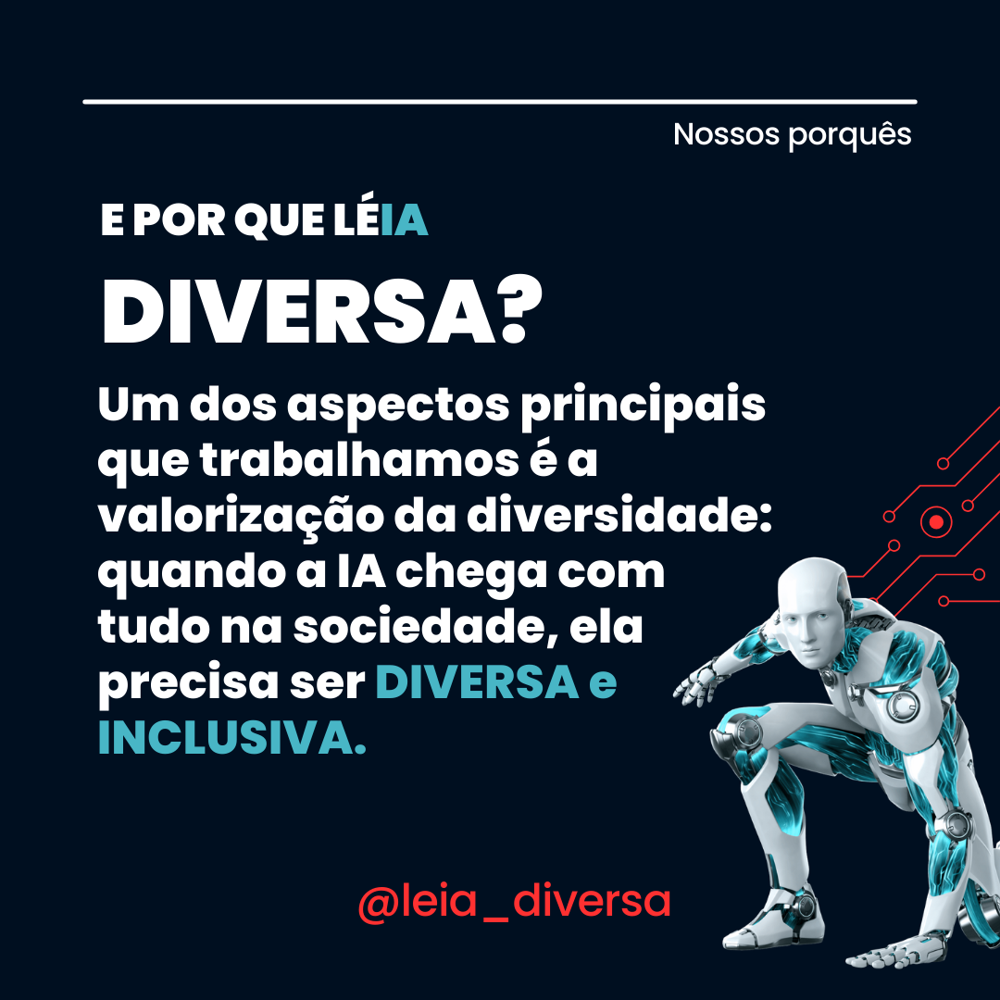 Nossos porquês
E POR QUE LÉIA
DIVERSA?
Um dos aspectos principais
que trabalhamos é a
valorização da diversidade:
quando a IA chega com
tudo na sociedade, ela
precisa ser DIVERSA e
INCLUSIVA.
@leia_diversa